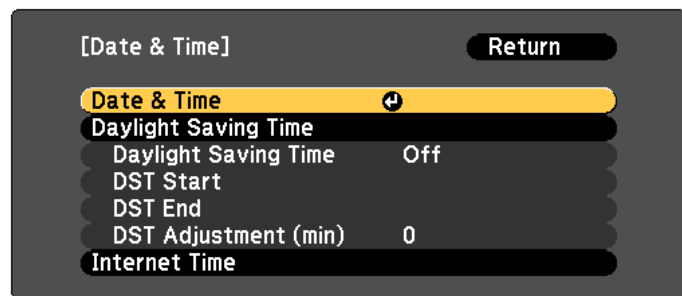 [Date & Time] Return
Date & Time
Daylight Saving Time
Daylight Saving Time Off
DST Start
DST End
DST Adjustment (min) 0
Internet Time